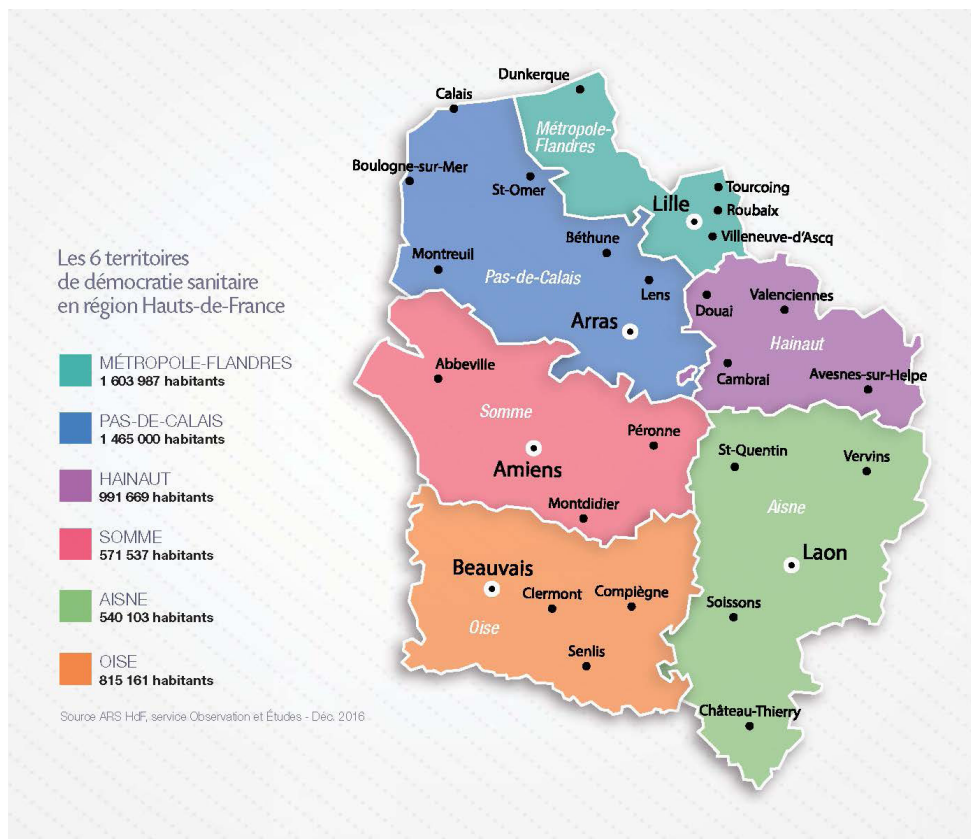 Les 6 territoires
de démocratie sanitaire
en région Hauts-de-France
MÉTROPOLE-FLANDRES
1 603 987 habitants
PAS-DE-CALAIS
1 465 000 habitants
HAINAUT
991 669 habitants
SOMME
571 537 habitants
AISNE
540 103 habitants
OISE
815 161 habitants
Source ARS HdF, service Observation et Études - Déc. 2016
Dunkerque
Calais
Métropole-
Flandres
Boulogne-sur-Mer
St-Omer
Tourcoing
Lille
Roubaix
Villeneuve-d'Ascq
Béthune
Montreuil
Pas-de-Calais
Lens
Douai
Valenciennes
Arras
Hainaut
Abbeville
Cambrai
Avesnes-sur-Helpe
Somme
Péronne
Amiens
St-Quentin
Vervins
Montdidier
Aisne
Laon
Beauvais
Clermont
Compiègne
Soissons
Oise
Senlis
Château-Thierry